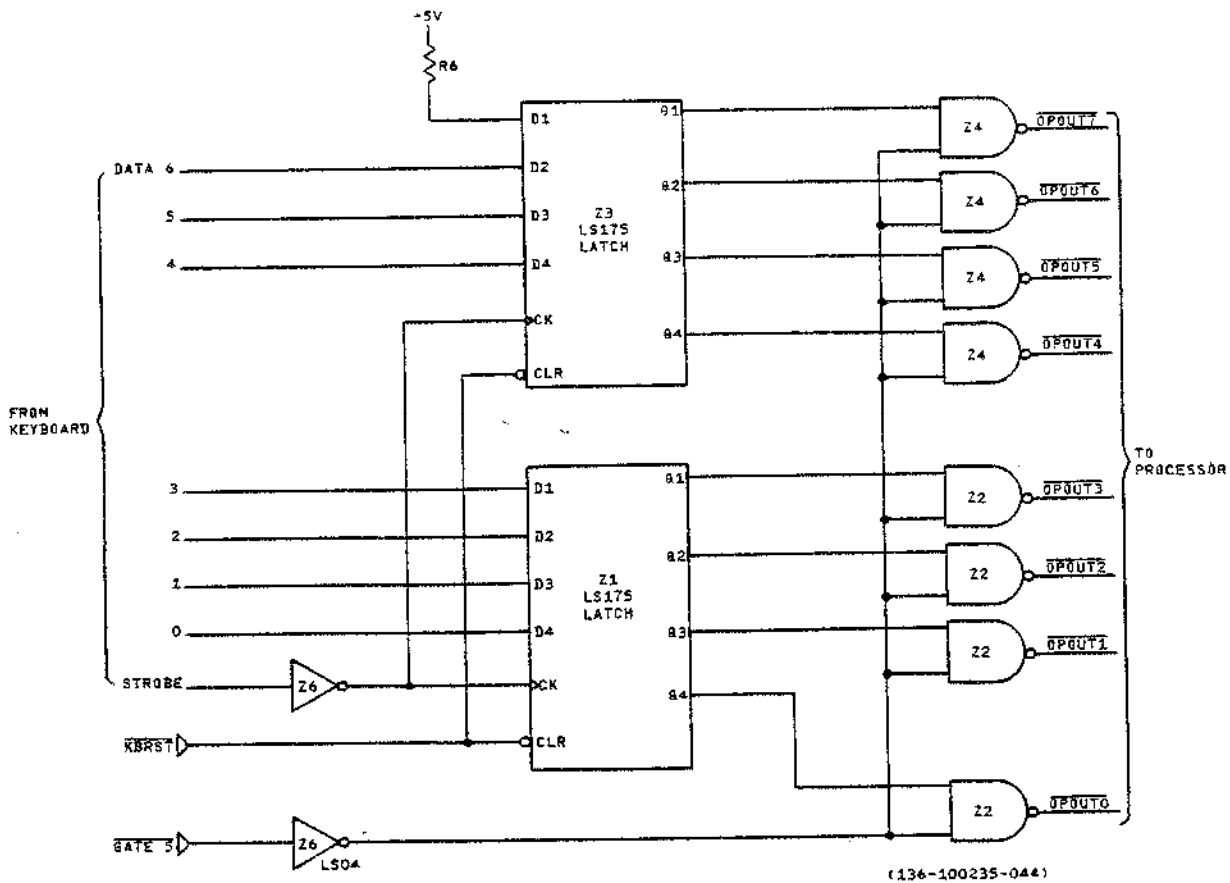 +5V
R6
D1
Q1
Z4
OPOUT7
DATA 6
D2
Q2
Z4
OPOUT6
5
D3
Z3
LS175
LATCH
Q3
Z4
OPOUT5
4
D4
Q4
Z4
OPOUT4
CK
CLR
FROM
KEYBOARD
TO
PROCESSOR
3
D1
Q1
Z2
OPOUT3
2
D2
Q2
Z2
OPOUT2
1
D3
Z1
LS175
LATCH
Q3
Z2
OPOUT1
0
D4
STROBE
Z6
CK
Q4
KBRST
CLR
Z2
OPOUT0
GATE 5
Z6
LS04
(136-100235-044)